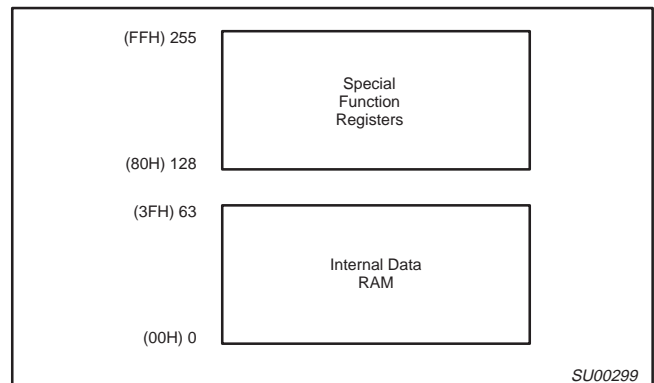 (FFH) 255
Special
Function
Registers
(80H) 128
(3FH) 63
Internal Data
RAM
(00H) 0
SU00299